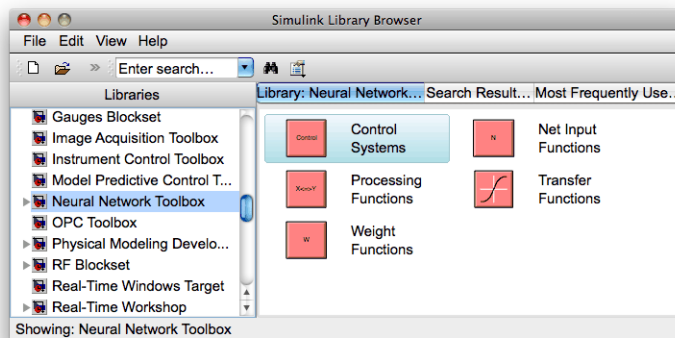 Simulink Library Browser
File Edit View Help
» Enter search...
Libraries
Library: Neural Network... Search Result... Most Frequently Use...
Gauges Blockset
Image Acquisition Toolbox
Instrument Control Toolbox
Model Predictive Control T...
Neural Network Toolbox
OPC Toolbox
Physical Modeling Develo...
RF Blockset
Real-Time Windows Target
Real-Time Workshop
Control
Control
Systems
N
Net Input
Functions
X<=>Y
Processing
Functions
Transfer
Functions
W
Weight
Functions
Showing: Neural Network Toolbox